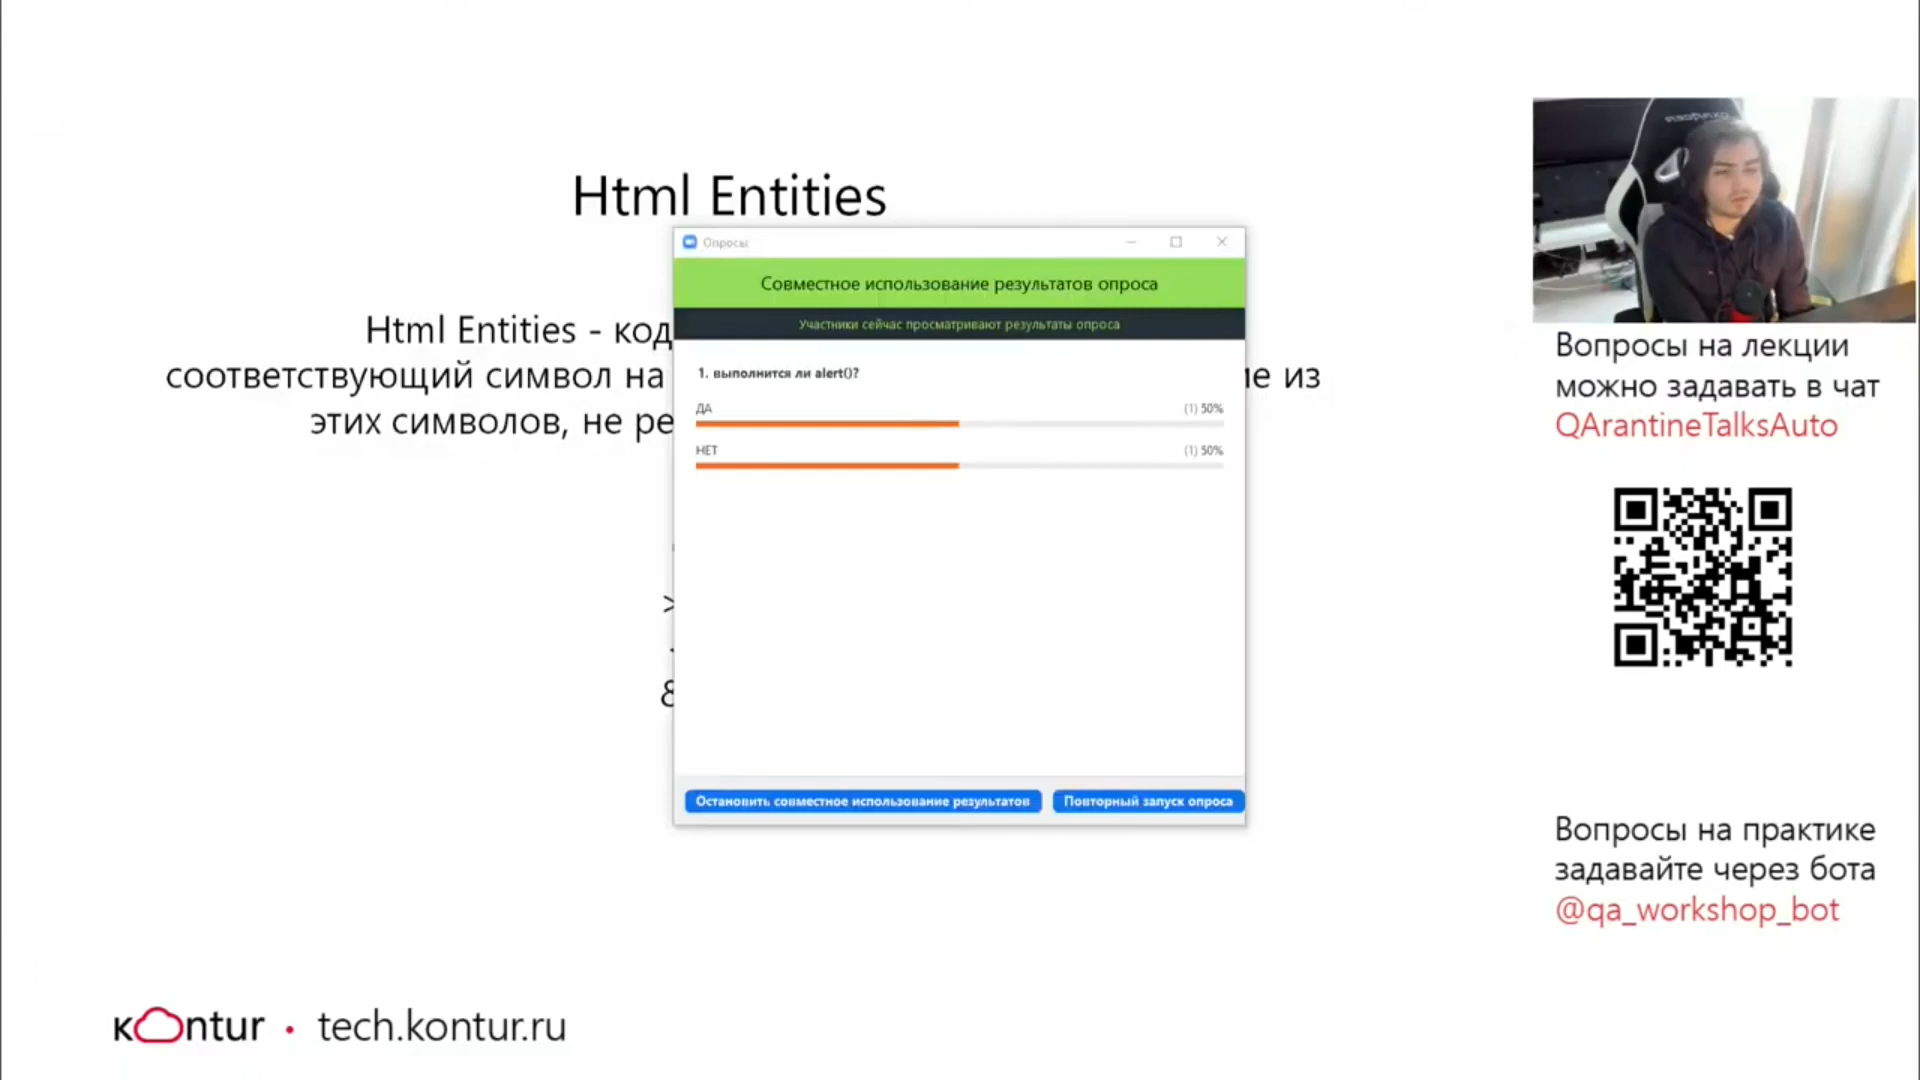 Html Entities
Html Entities - код
соответствующий символ на
из
этих символов, не ре
>
Опросы
Совместное использование результатов опроса
Участники сейчас просматривают результаты опроса
1. выполнится ли alert()?
ДА
(1) 50%
НЕТ
(1) 50%
Остановить совместное использование результатов
Повторный запуск опроса
Вопросы на лекции
можно задавать в чат
QArantineTalksAuto
Вопросы на практике
задавайте через бота
@qa_workshop_bot
кontur • tech.kontur.ru